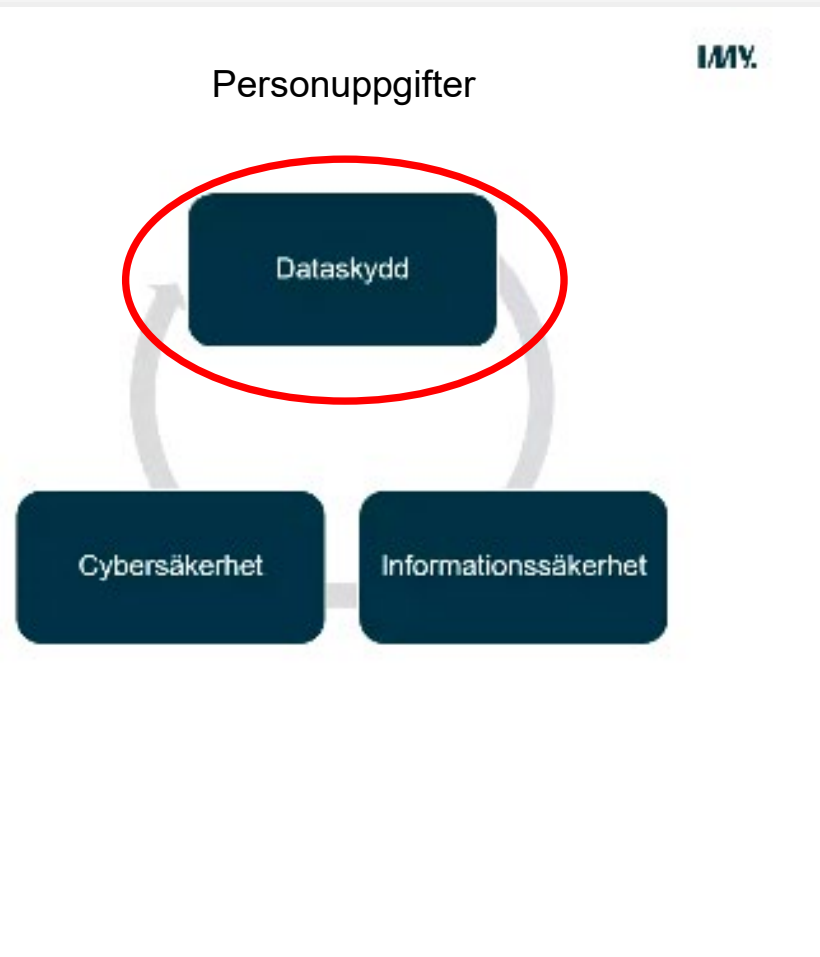 IMY.
Personuppgifter
Dataskydd
Cybersäkerhet
Informationssäkerhet